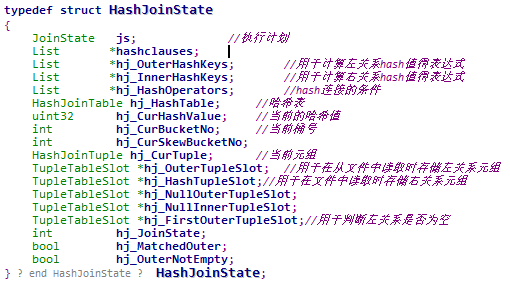 typedef struct HashJoinState
{
JoinState js; //执行计划
List *hashclauses;
List *hj_OuterHashKeys; //用于计算左关系hash值得表达式
List *hj_InnerHashKeys; //用于计算右关系hash值得表达式
List *hj_HashOperators; //hash连接的条件
HashJoinTable hj_HashTable; //哈希表
uint32 hj_CurHashValue; //当前的哈希值
int hj_CurBucketNo; //当前桶号
int hj_CurSkewBucketNo;
HashJoinTuple hj_CurTuple; //当前元组
TupleTableSlot *hj_OuterTupleSlot; //用于在从文件中读取时存储左关系元组
TupleTableSlot *hj_HashTupleSlot;//用于在文件中读取时存储右关系元组
TupleTableSlot *hj_NullOuterTupleSlot;
TupleTableSlot *hj_NullInnerTupleSlot;
TupleTableSlot *hj_FirstOuterTupleSlot;//用于判断左关系是否为空
int hj_JoinState;
bool hj_MatchedOuter;
bool hj_OuterNotEmpty;
} ? end HashJoinState ? HashJoinState;